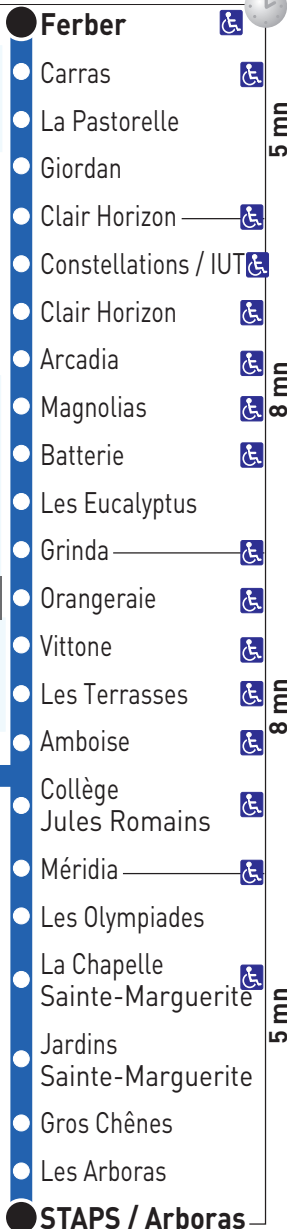 Ferber
Carras
La Pastorelle
Giordan
5 mn
Clair Horizon
Constellations / IUT
Clair Horizon
Arcadia
Magnolias
8 mn
Batterie
Les Eucalyptus
Grinda
Orangeraie
Vittone
Les Terrasses
8 mn
Amboise
Collège
Jules Romains
Méridia
Les Olympiades
La Chapelle
Sainte-Marguerite
5 mn
Jardins
Sainte-Marguerite
Gros Chênes
Les Arboras
STAPS / Arboras